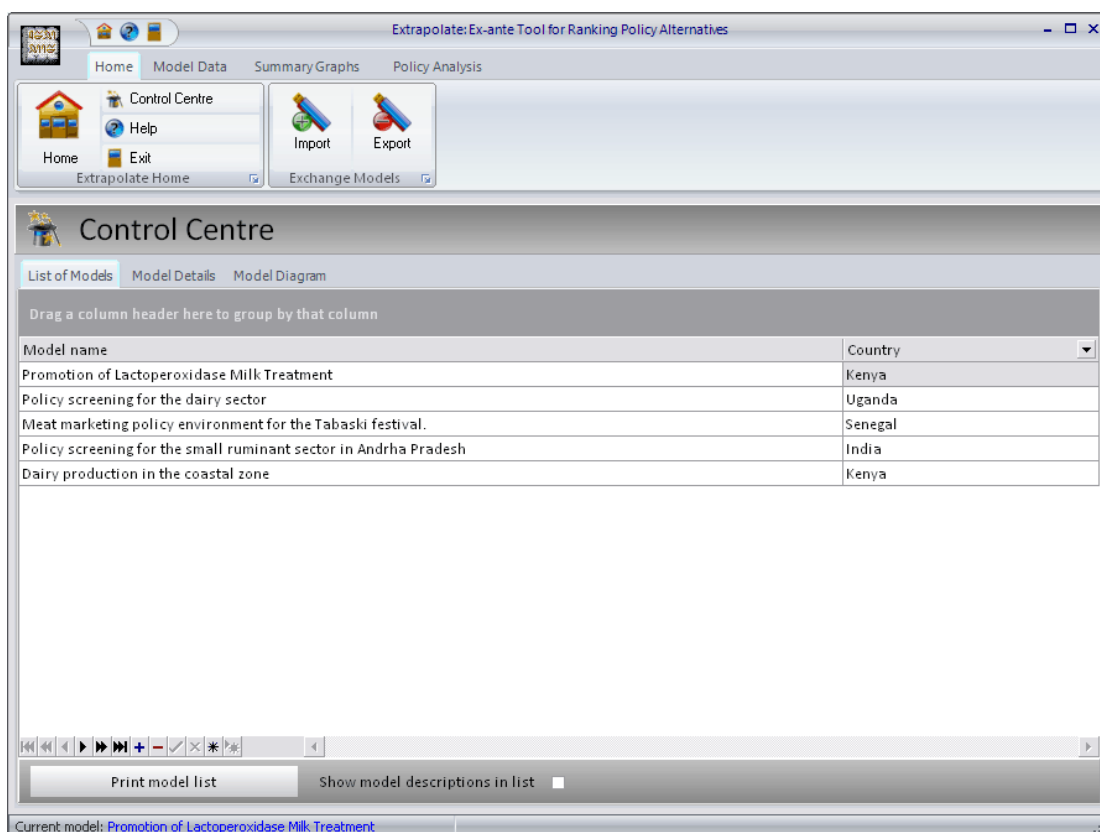 Extrapolate: Ex-ante Tool for Ranking Policy Alternatives
Home Model Data Summary Graphs Policy Analysis
Control Centre
Help
Exit
Home
Import Export
Extrapolate Home Exchange Models
Control Centre
List of Models Model Details Model Diagram
Drag a column header here to group by that column
Model name Country
Promotion of Lactoperoxidase Milk Treatment Kenya
Policy screening for the dairy sector Uganda
Meat marketing policy environment for the Tabaski festival. Senegal
Policy screening for the small ruminant sector in Andrha Pradesh India
Dairy production in the coastal zone Kenya
Print model list Show model descriptions in list
Current model: Promotion of Lactoperoxidase Milk Treatment